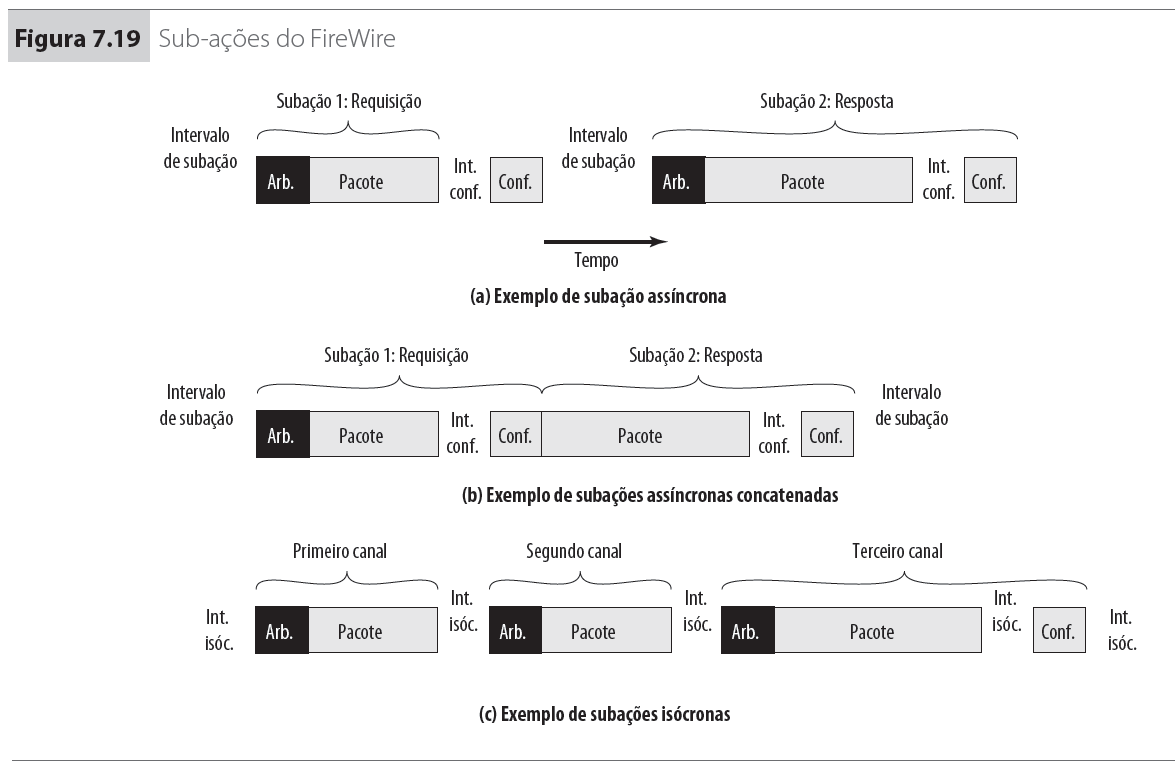 Figura 7.19 Sub-ações do FireWire
Subação 1: Requisição
Subação 2: Resposta
Intervalo
de subação
Arb.
Pacote
Int.
conf.
Conf.
Intervalo
de subação
Arb.
Pacote
Int.
conf.
Conf.
Tempo
(a) Exemplo de subação assíncrona
Subação 1: Requisição
Subação 2: Resposta
Intervalo
de subação
Arb.
Pacote
Int.
conf.
Conf.
Pacote
Int.
conf.
Conf.
Intervalo
de subação
(b) Exemplo de subações assíncronas concatenadas
Primeiro canal
Segundo canal
Terceiro canal
Int.
isóc.
Arb.
Pacote
Int.
isóc.
Arb.
Pacote
Int.
isóc.
Arb.
Pacote
Int.
isóc.
Conf.
Int.
isóc.
(c) Exemplo de subações isócronas